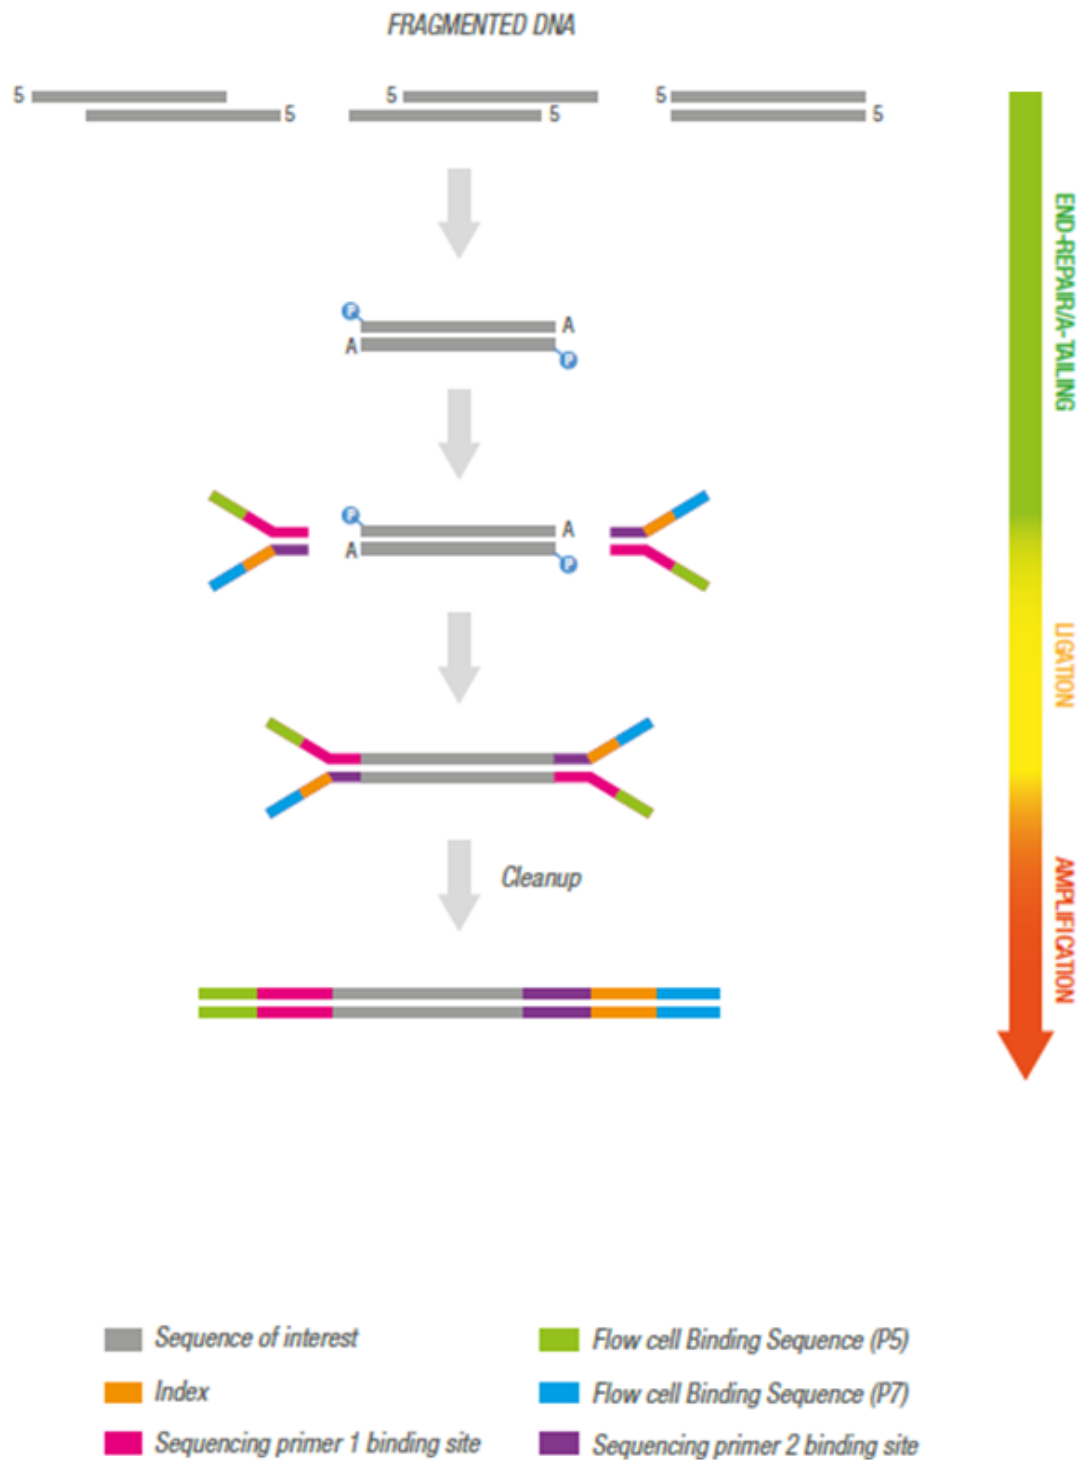 FRAGMENTED DNA
5 5 5
5 5 5
P
A
A
P
P
A
A
P
Cleanup
END-REPAIR/A-TAILING
LIGATION
AMPLIFICATION
Sequence of interest
Flow cell Binding Sequence (P5)
Index
Flow cell Binding Sequence (P7)
Sequencing primer 1 binding site
Sequencing primer 2 binding site